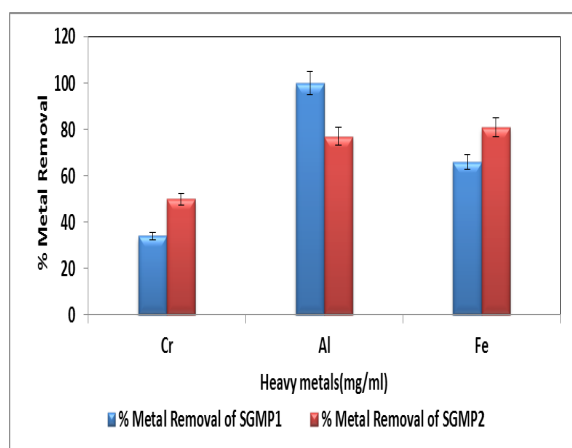 120
100
80
60
40
20
0
% Metal Removal
Cr Al Fe
Heavy metals(mg/ml)
% Metal Removal of SGMP1 % Metal Removal of SGMP2